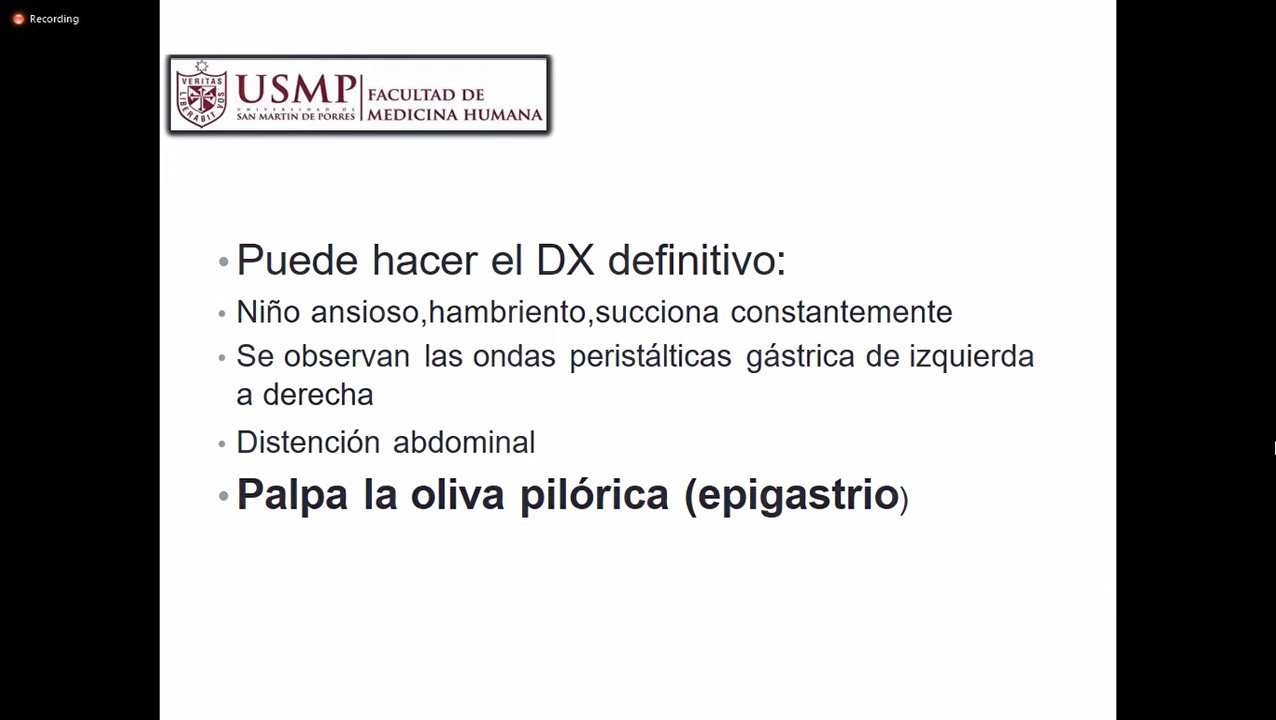 Recording
VERITAS
LIBERABIT VOS
USMP
UNIVERSIDAD DE
SAN MARTIN DE PORRES
FACULTAD DE
MEDICINA HUMANA
• Puede hacer el DX definitivo:
• Niño ansioso,hambriento,succiona constantemente
• Se observan las ondas peristálticas gástrica de izquierda
a derecha
• Distención abdominal
• Palpa la oliva pilórica (epigastrio)